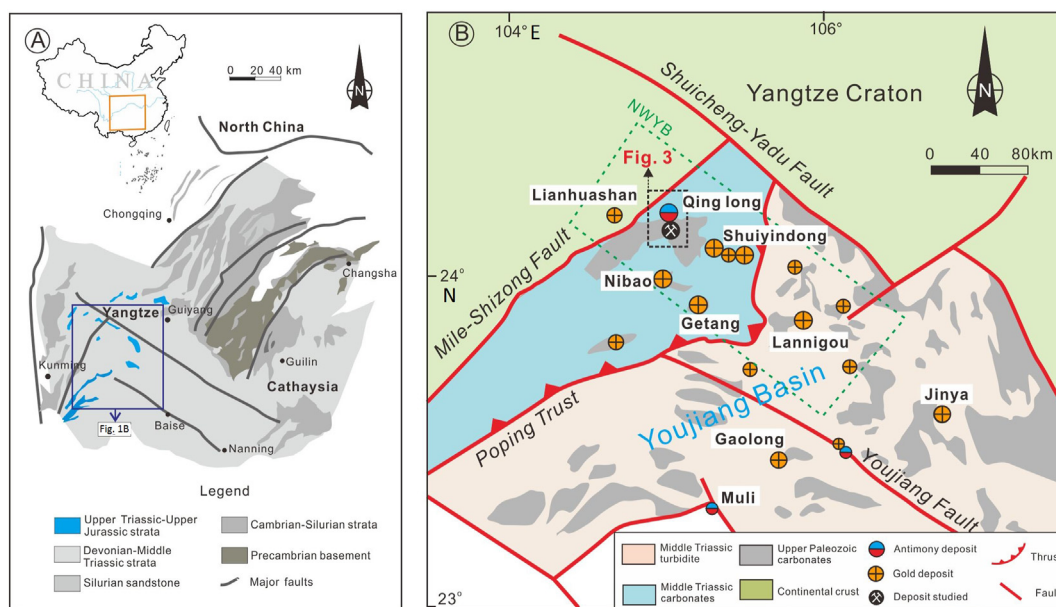 A
CHINA
0 20 40 km
N
North China
Chongqing
Changsha
Yangtze
Guiyang
Guilin
Kunming
Cathaysia
Baise
Fig. 1B
Nanning
Legend
Upper Triassic-Upper
Jurassic strata
Devonian-Middle
Triassic strata
Silurian sandstone
Cambrian-Silurian strata
Precambrian basement
Major faults
B
104° E
106°
Shuicheng-Yadu Fault
Yangtze Craton
N
0 40 80km
NWYB
Fig. 3
Lianhuashan
Qing long
Shuiyindong
24°
N
Mile-Shizong Fault
Nibao
Getang
Lannigou
Youjiang Basin
Jinya
Poping Trust
Gaolong
Youjiang Fault
Muli
23°
Middle Triassic
turbidite
Middle Triassic
carbonates
Upper Paleozoic
carbonates
Continental crust
Antimony deposit
Gold deposit
Deposit studied
Thrus
Faul